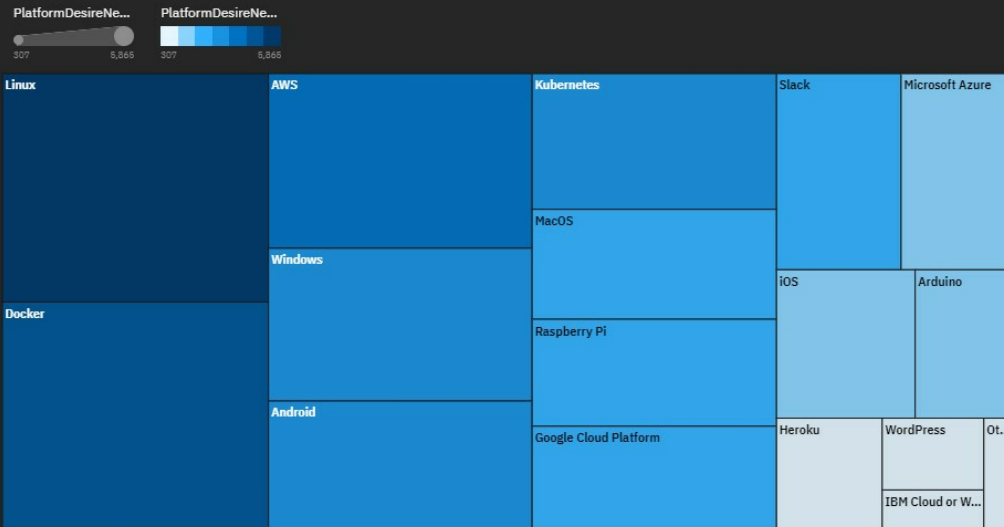 PlatformDesireNe... PlatformDesireNe...
307 5,865 307 5,865
Linux
AWS
Kubernetes
Slack
Microsoft Azure
MacOS
Windows
iOS
Arduino
Docker
Raspberry Pi
Android
Heroku
WordPress
Ot...
Google Cloud Platform
IBM Cloud or W...